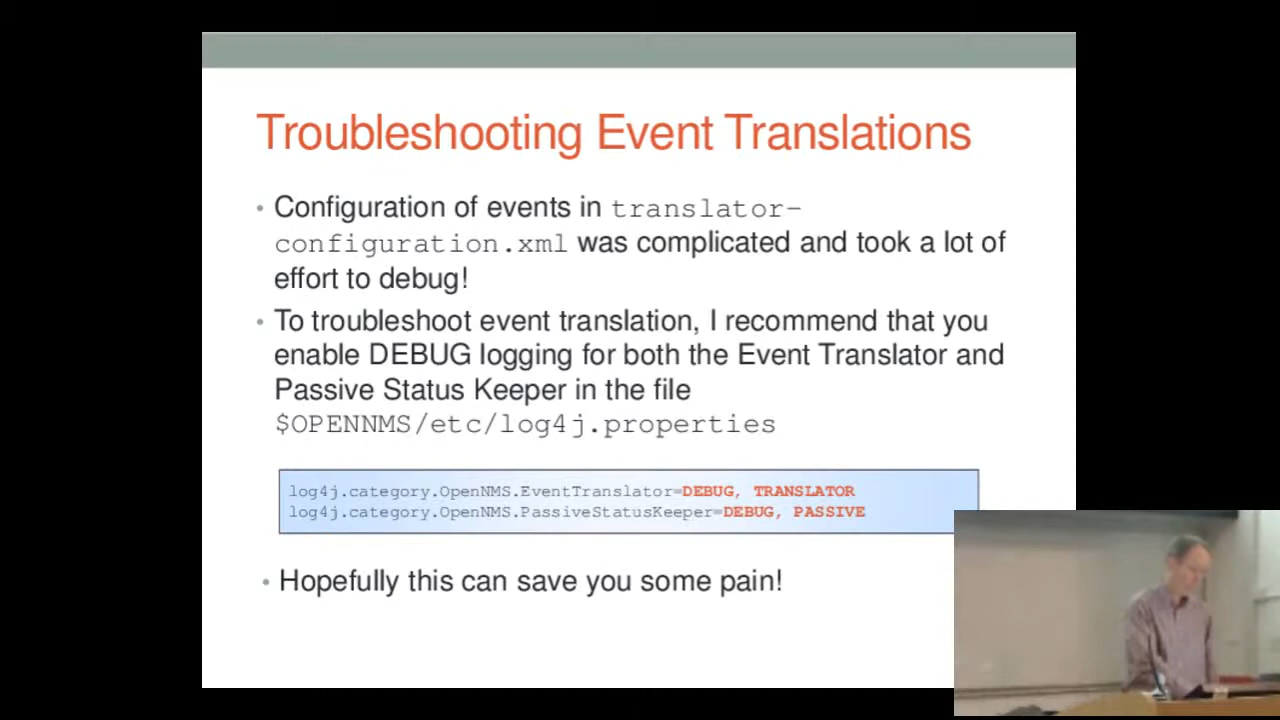 Troubleshooting Event Translations
• Configuration of events in translator-
configuration.xml was complicated and took a lot of
effort to debug!
• To troubleshoot event translation, I recommend that you
enable DEBUG logging for both the Event Translator and
Passive Status Keeper in the file
$OPENNMS/etc/log4j.properties
log4j.category.OpenNMS.EventTranslator=DEBUG, TRANSLATOR
log4j.category.OpenNMS.PassiveStatusKeeper=DEBUG, PASSIVE
• Hopefully this can save you some pain!